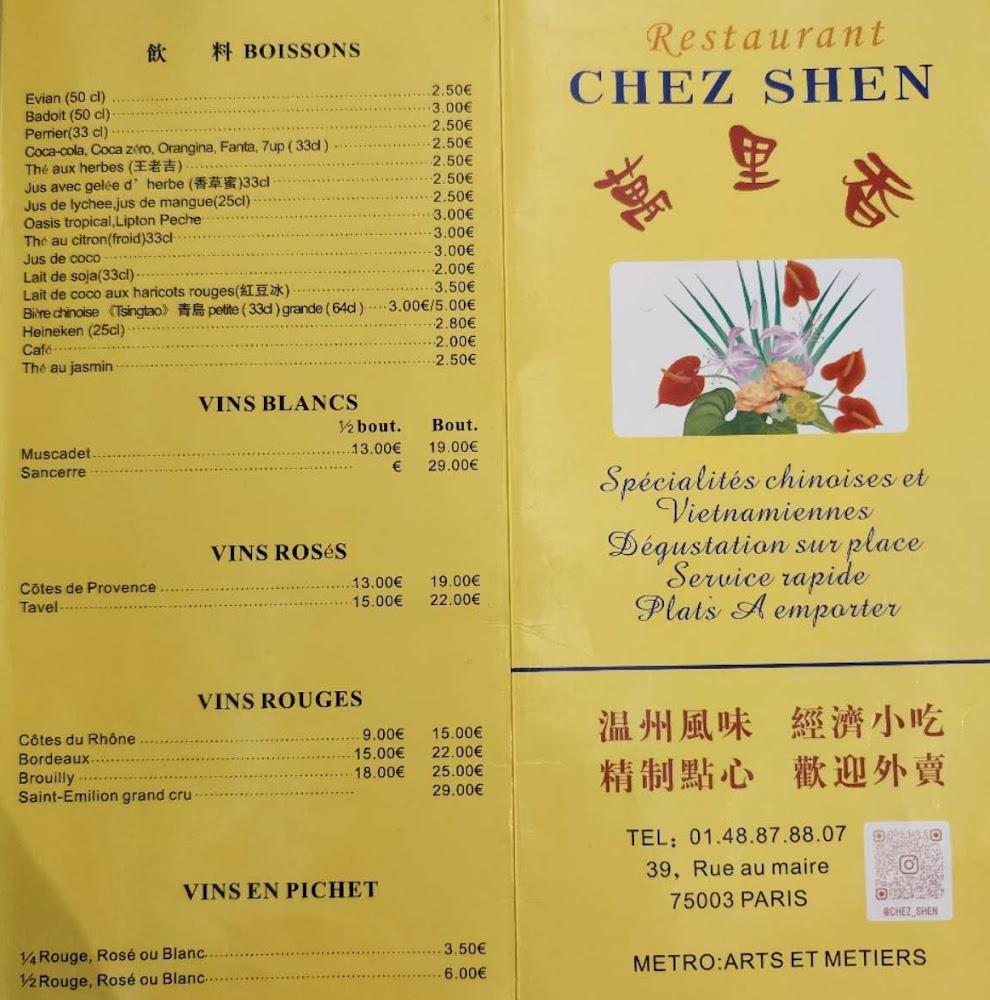 飲 料 BOISSONS
Evian (50 cl) 2.50€
Badoit (50 cl) 3.00€
Perrier(33 cl) 2.50€
Coca-cola, Coca zéro, Orangina, Fanta, 7up ( 33cl ) 2.50€
Thé aux herbes (王老吉) 2.50€
Jus avec gelée d' herbe (香草蜜)33cl 2.50€
Jus de lychee,jus de mangue(25cl) 2.50€
Oasis tropical,Lipton Peche 3.00€
Thé au citron(froid)33cl 3.00€
Jus de coco 3.00€
Lait de soja(33cl) 2.00€
Lait de coco aux haricots rouges(紅豆冰) 3.50€
Bière chinoise 《Tsingtao》 青島 petite ( 33cl ) grande ( 64cl ) 3.00€/5.00€
Heineken (25cl) 2.80€
Café 2.00€
Thé au jasmin 2.50€
VINS BLANCS
½ bout. Bout.
Muscadet 13.00€ 19.00€
Sancerre € 29.00€
VINS ROSéS
Côtes de Provence 13.00€ 19.00€
Tavel 15.00€ 22.00€
VINS ROUGES
Côtes du Rhône 9.00€ 15.00€
Bordeaux 15.00€ 22.00€
Brouilly 18.00€ 25.00€
Saint-Emilion grand cru 29.00€
VINS EN PICHET
¼ Rouge, Rosé ou Blanc 3.50€
½ Rouge, Rosé ou Blanc 6.00€
Restaurant
CHEZ SHEN
里 香
Spécialités chinoises et
Vietnamiennes
Dégustation sur place
Service rapide
Plats A emporter
温州風味 經濟小吃
精制點心 歡迎外賣
TEL: 01.48.87.88.07
39, Rue au maire
75003 PARIS
@CHEZ_SHEN
METRO:ARTS ET METIERS